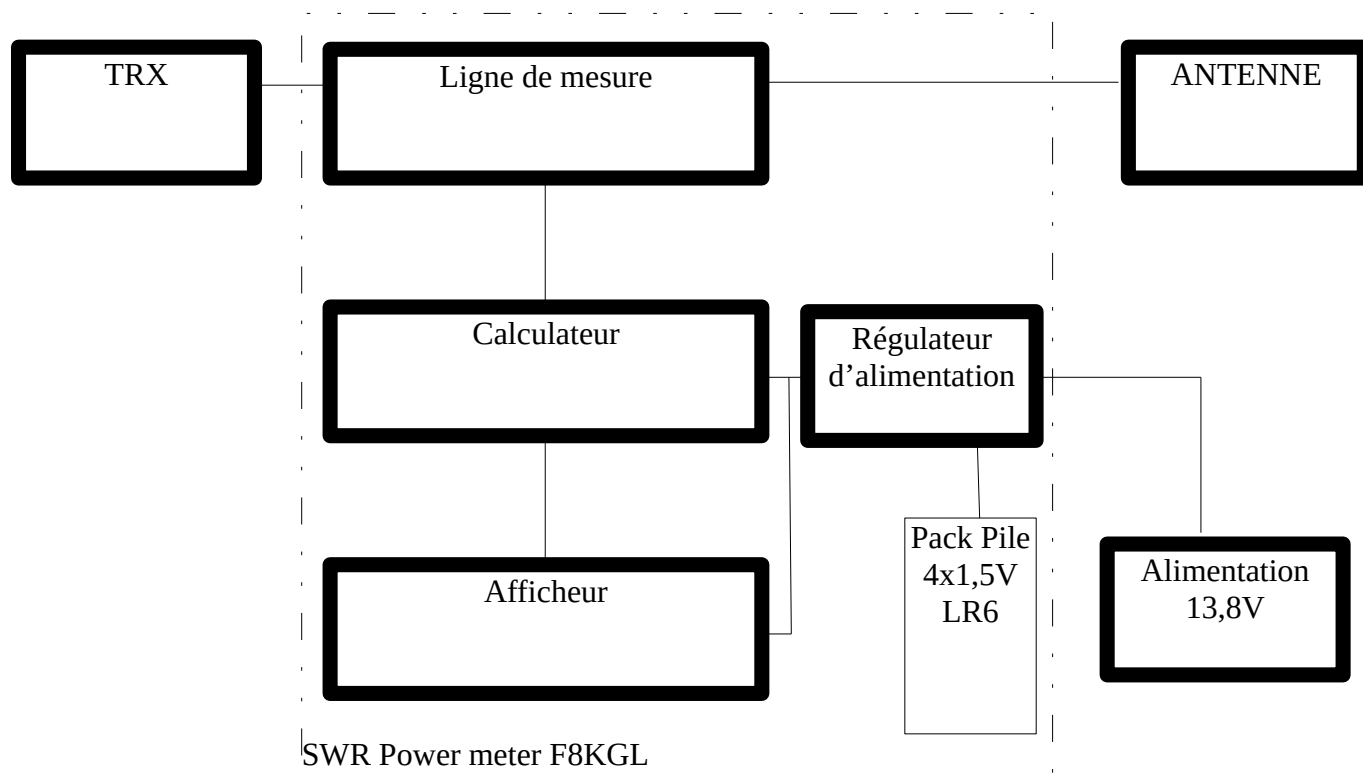 TRX
Ligne de mesure
ANTENNE
Calculateur
Régulateur
d’alimentation
Afficheur
Pack Pile
4x1,5V
LR6
Alimentation
13,8V
SWR Power meter F8KGL